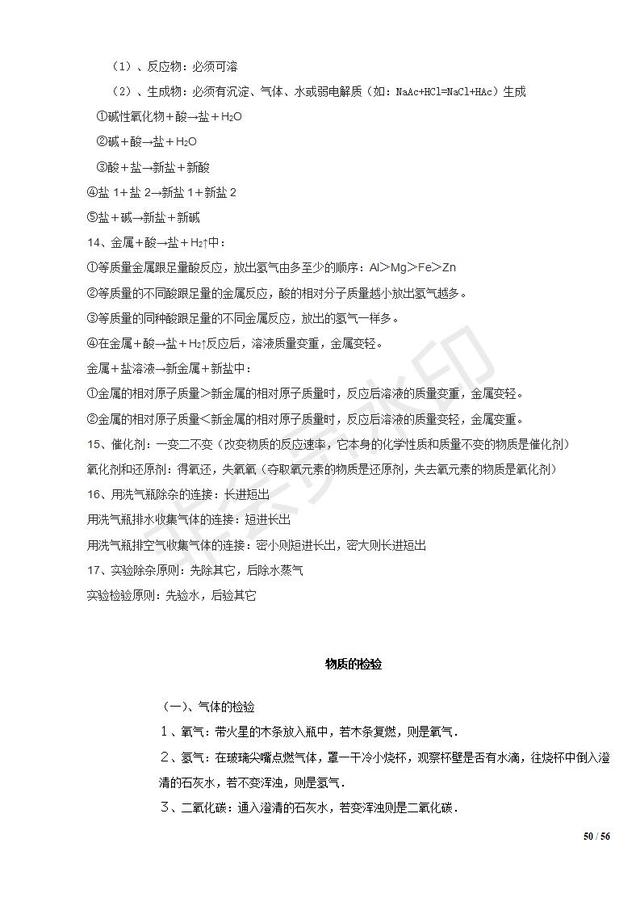 （1）、反应物：必须可溶
（2）、生成物：必须有沉淀、气体、水或弱电解质（如：NaAc+HCl=NaCl+HAc）生成
①碱性氧化物＋酸→盐＋H₂O
②碱＋酸→盐＋H₂O
③酸＋盐→新盐＋新酸
④盐1＋盐2→新盐1＋新盐2
⑤盐＋碱→新盐＋新碱
14、金属＋酸→盐＋H₂↑中：
①等质量金属跟足量酸反应，放出氢气由多至少的顺序：Al＞Mg＞Fe＞Zn
②等质量的不同酸跟足量的金属反应，酸的相对分子质量越小放出氢气越多。
③等质量的同种酸跟足量的不同金属反应，放出的氢气一样多。
④在金属＋酸→盐＋H₂↑反应后，溶液质量变重，金属变轻。
金属＋盐溶液→新金属＋新盐中：
①金属的相对原子质量＞新金属的相对原子质量时，反应后溶液的质量变重，金属变轻。
②金属的相对原子质量＜新金属的相对原子质量时，反应后溶液的质量变轻，金属变重。
15、催化剂：一变二不变（改变物质的反应速率，它本身的化学性质和质量不变的物质是催化剂）
氧化剂和还原剂：得氧还，失氧氧（夺取氧元素的物质是还原剂，失去氧元素的物质是氧化剂）
16、用洗气瓶除杂的连接：长进短出
用洗气瓶排水收集气体的连接：短进长出
用洗气瓶排空气收集气体的连接：密小则短进长出，密大则长进短出
17、实验除杂原则：先除其它，后除水蒸气
实验检验原则：先验水，后验其它
非会员水印
物质的检验
（一）、气体的检验
１、氧气：带火星的木条放入瓶中，若木条复燃，则是氧气．
２、氢气：在玻璃尖嘴点燃气体，罩一干冷小烧杯，观察杯壁是否有水滴，往烧杯中倒入澄
清的石灰水，若不变浑浊，则是氢气．
３、二氧化碳：通入澄清的石灰水，若变浑浊则是二氧化碳．
50 / 56